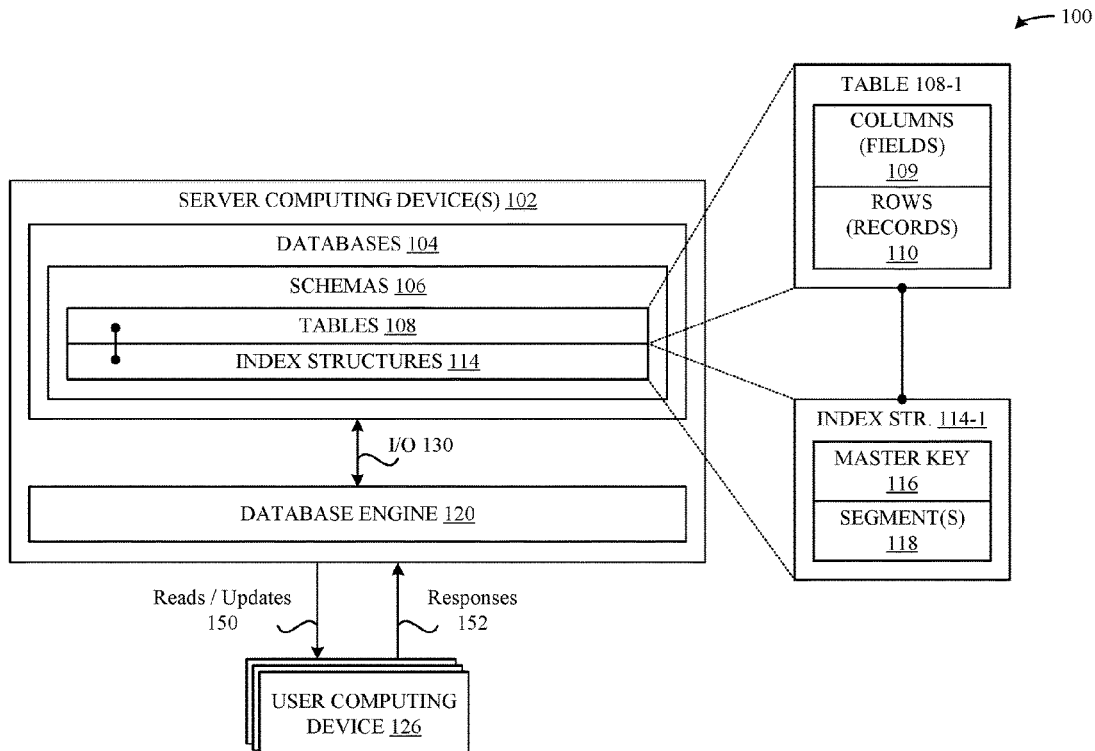 100
TABLE 108-1
COLUMNS
(FIELDS)
109
ROWS
(RECORDS)
110
SERVER COMPUTING DEVICE(S) 102
DATABASES 104
SCHEMAS 106
TABLES 108
INDEX STRUCTURES 114
I/O 130
DATABASE ENGINE 120
INDEX STR. 114-1
MASTER KEY
116
SEGMENT(S)
118
Reads / Updates
150
Responses
152
USER COMPUTING
DEVICE 126